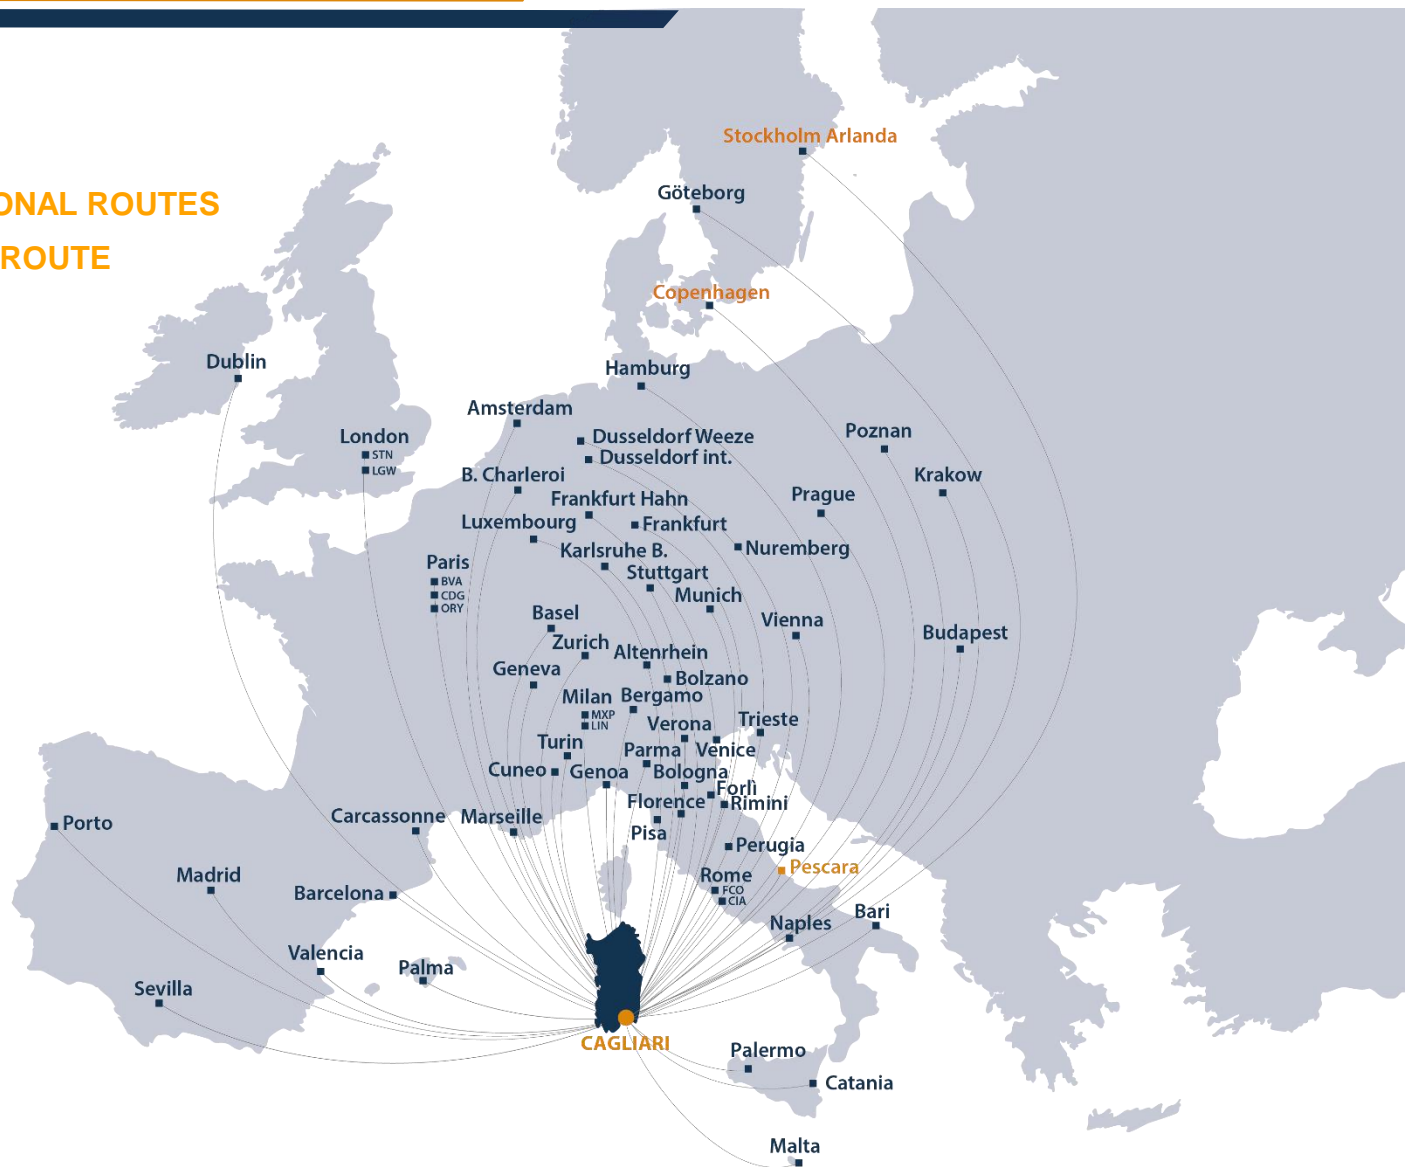 Stockholm Arlanda
Göteborg
ONAL ROUTES
ROUTE
Copenhagen
Dublin
Hamburg
Amsterdam
London
STN
LGW
Dusseldorf Weeze
Dusseldorf int.
Poznan
B. Charleroi
Krakow
Frankfurt Hahn
Prague
Luxembourg
Frankfurt
Karlsruhe B.
Nuremberg
Paris
BVA
CDG
ORY
Stuttgart
Munich
Basel
Vienna
Zurich
Altenrhein
Budapest
Geneva
Bolzano
Milan
MXP
LIN
Bergamo
Verona
Trieste
Turin
Parma
Venice
Cuneo
Genoa
Bologna
Forlì
Florence
Rimini
Carcassonne
Marseille
Porto
Pisa
Perugia
Pescara
Madrid
Rome
FCO
CIA
Barcelona
Bari
Naples
Valencia
Palma
Sevilla
CAGLIARI
Palermo
Catania
Malta